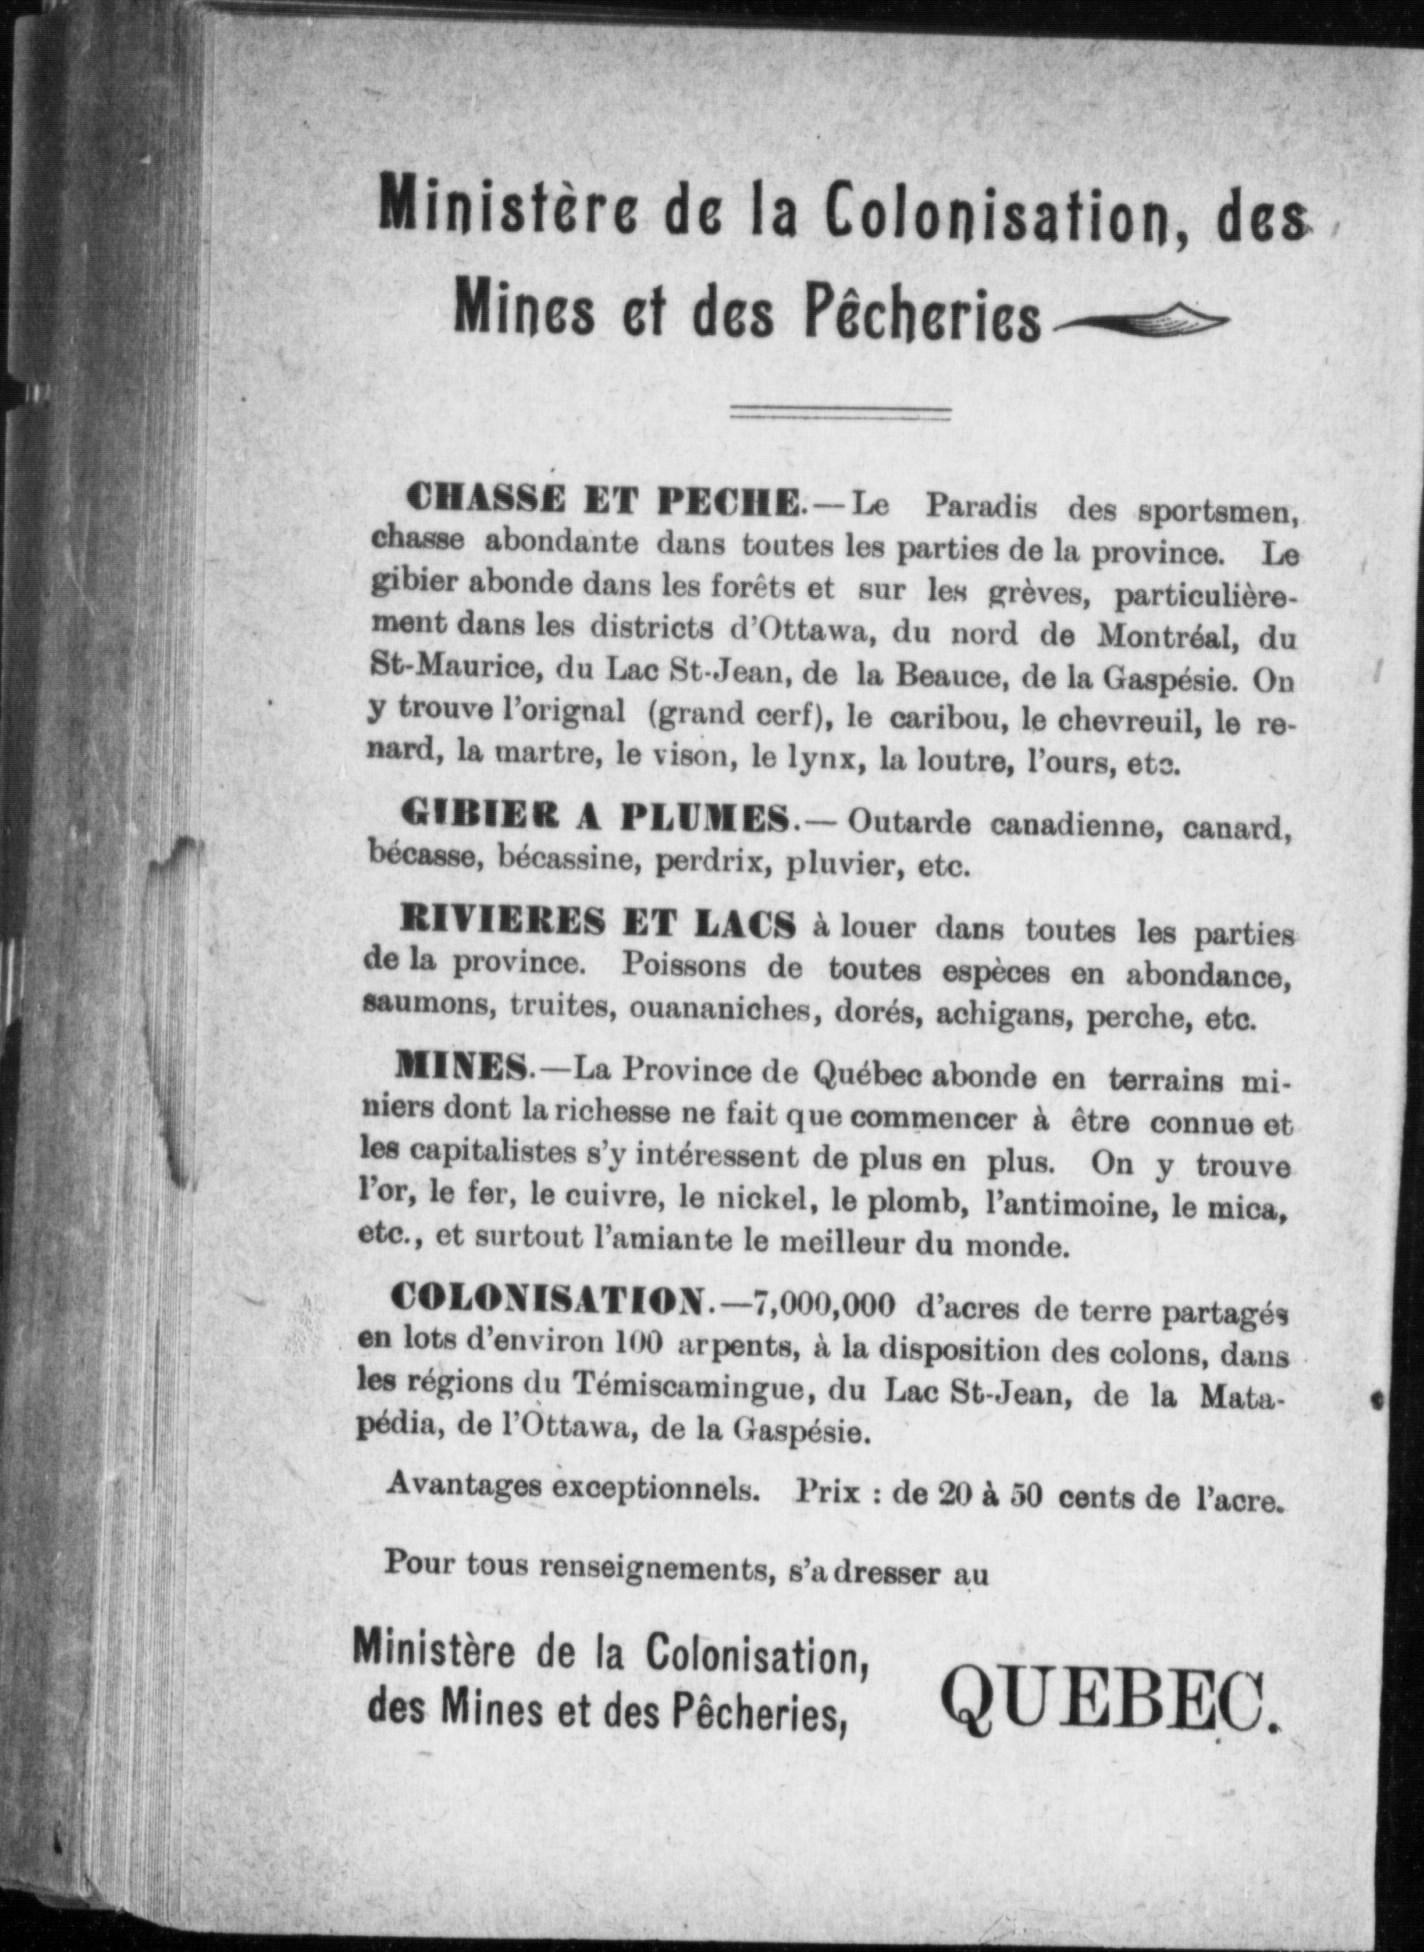 Ministère de la Colonisation, des
Mines et des Pêcheries
CHASSE ET PECHE.—Le Paradis des sportsmen,
chasse abondante dans toutes les parties de la province. Le
gibier abonde dans les forêts et sur les grèves, particulière-
ment dans les districts d'Ottawa, du nord de Montréal, du
St-Maurice, du Lac St-Jean, de la Beauce, de la Gaspésie. On
y trouve l'orignal (grand cerf), le caribou, le chevreuil, le re-
nard, la martre, le vison, le lynx, la loutre, l'ours, etc.
GIBIER A PLUMES.— Outarde canadienne, canard,
bécasse, bécassine, perdrix, pluvier, etc.
RIVIERES ET LACS à louer dans toutes les parties
de la province. Poissons de toutes espèces en abondance,
saumons, truites, ouananiches, dorés, achigans, perche, etc.
MINES.—La Province de Québec abonde en terrains mi-
niers dont la richesse ne fait que commencer à être connue et
les capitalistes s'y intéressent de plus en plus. On y trouve
l'or, le fer, le cuivre, le nickel, le plomb, l'antimoine, le mica,
etc., et surtout l'amiante le meilleur du monde.
COLONISATION.—7,000,000 d'acres de terre partagés
en lots d'environ 100 arpents, à la disposition des colons, dans
les régions du Témiscamingue, du Lac St-Jean, de la Mata-
pédia, de l'Ottawa, de la Gaspésie.
Avantages exceptionnels. Prix : de 20 à 50 cents de l'acre.
Pour tous renseignements, s'adresser au
Ministère de la Colonisation,
des Mines et des Pêcheries,
QUEBEC.